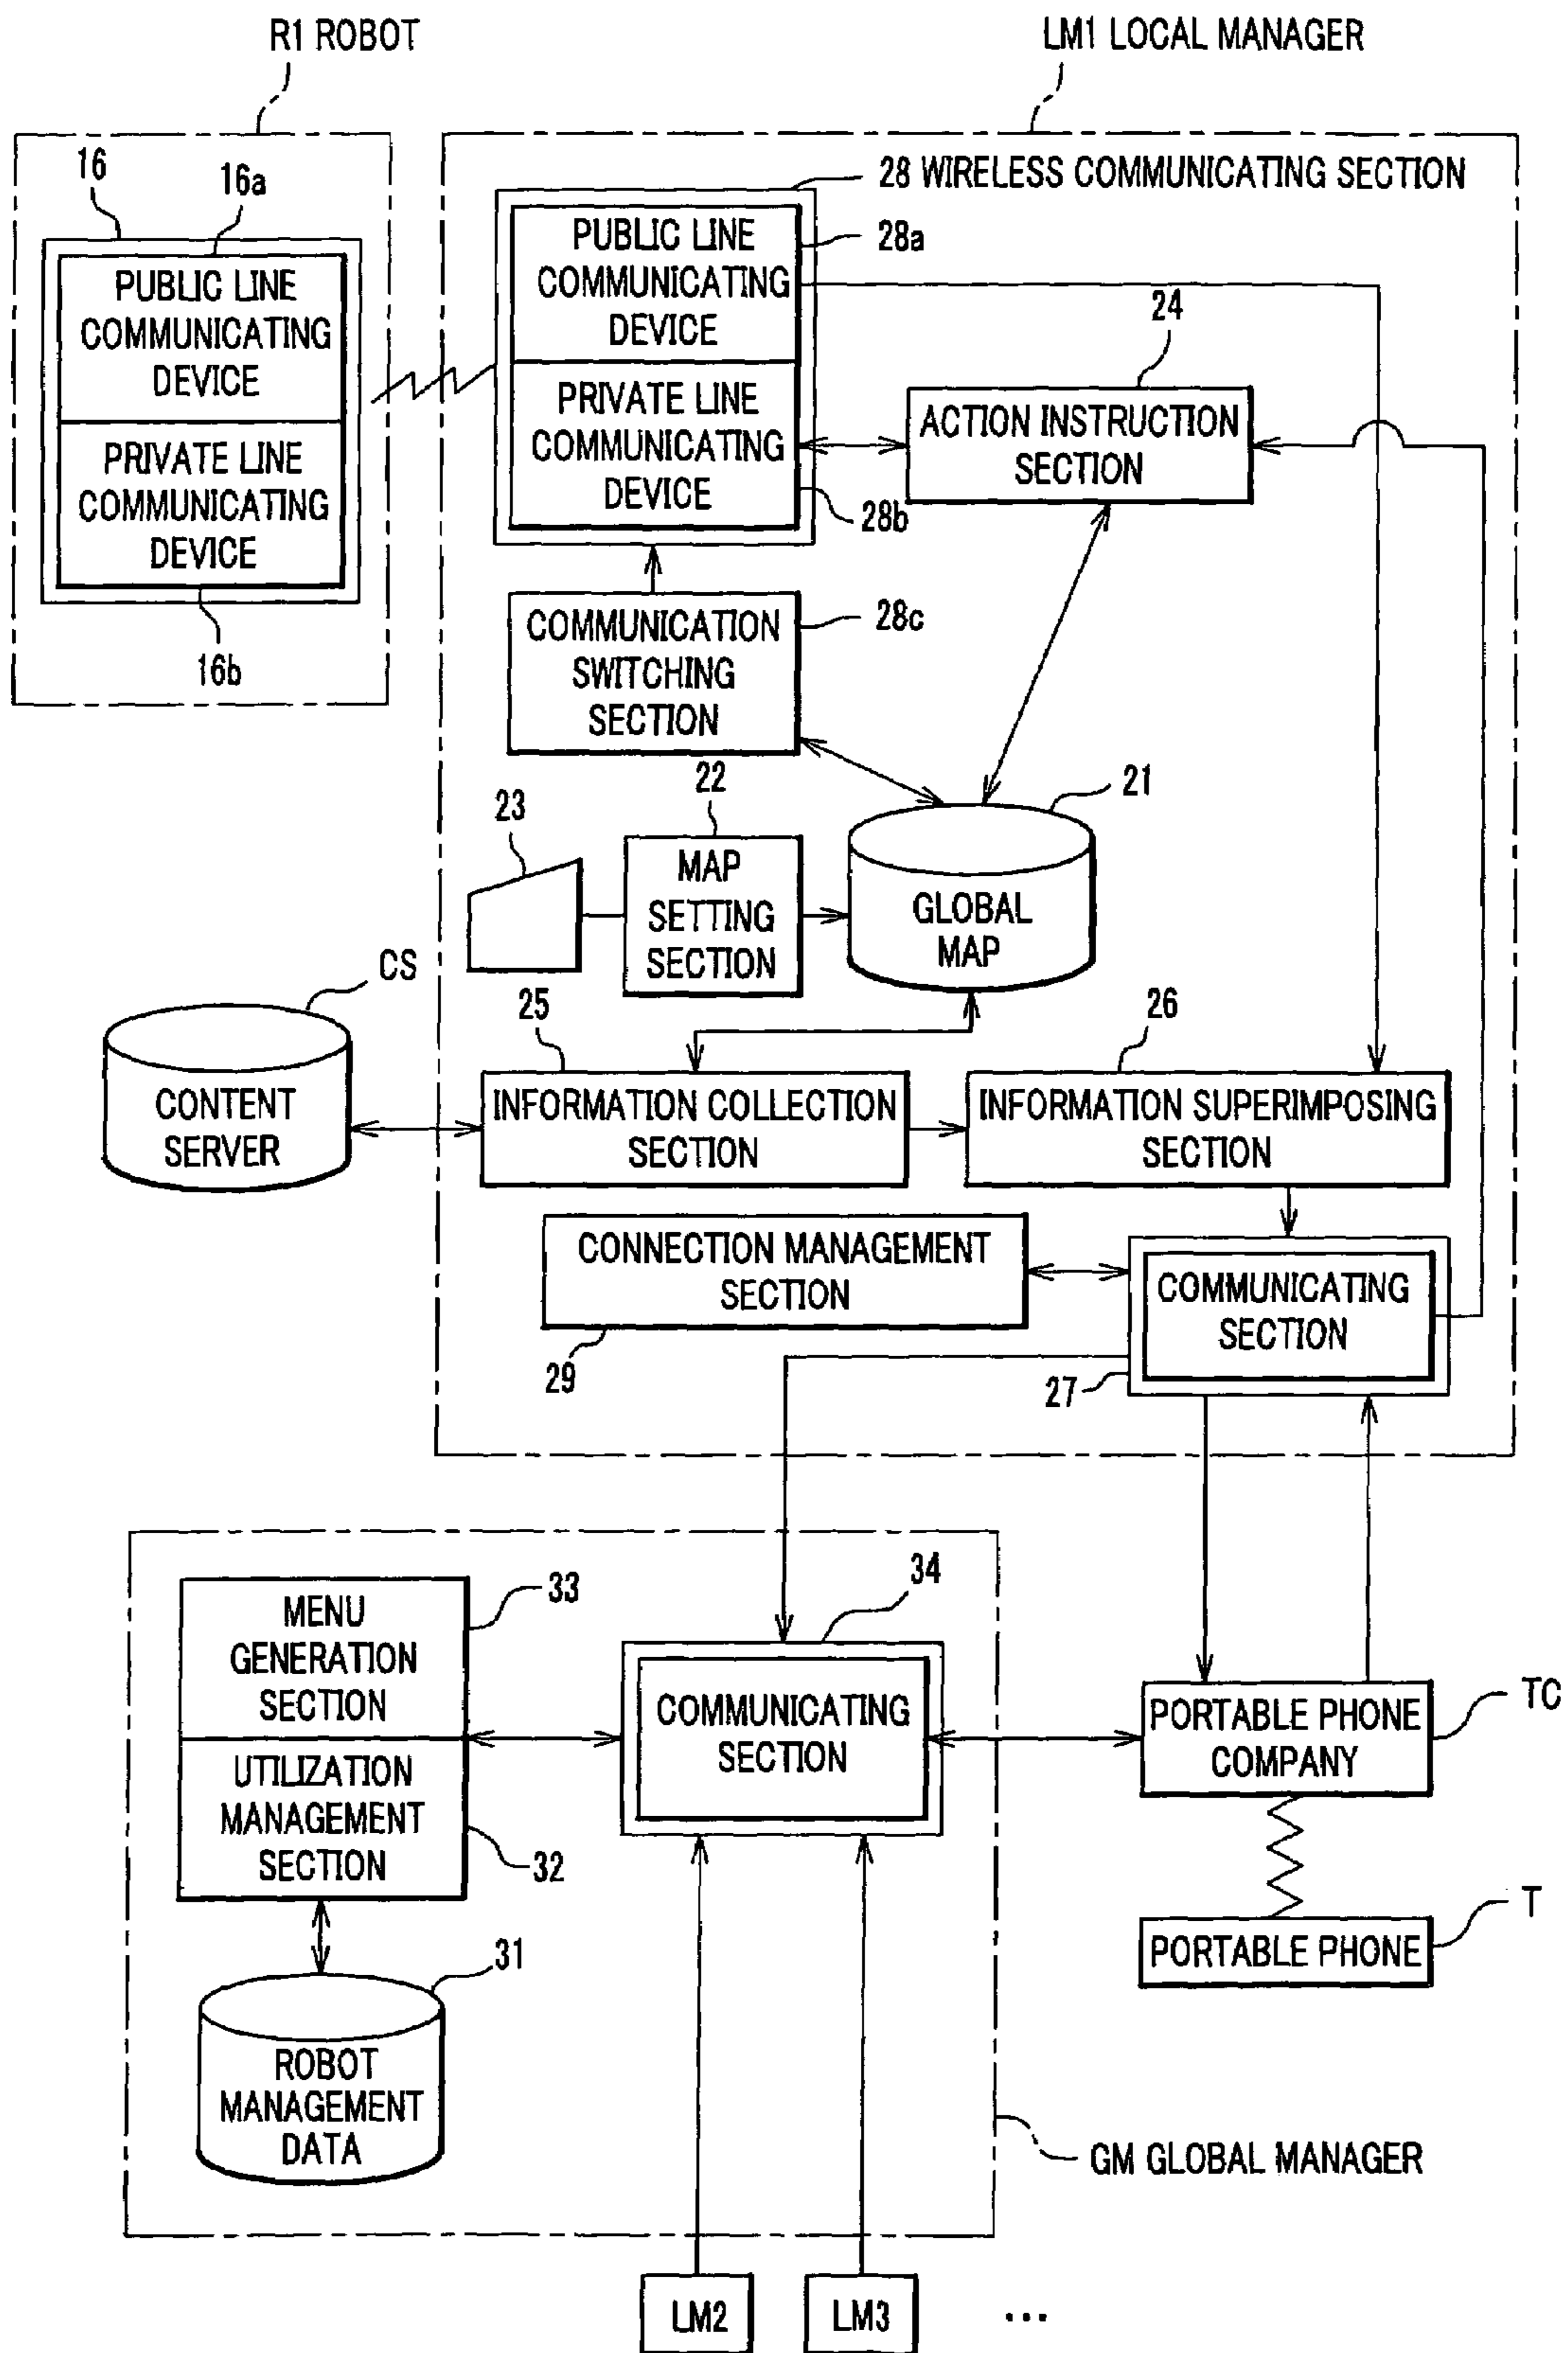 R1 ROBOT
LM1 LOCAL MANAGER
16
16a
PUBLIC LINE
COMMUNICATING
DEVICE
PRIVATE LINE
COMMUNICATING
DEVICE
16b
28 WIRELESS COMMUNICATING SECTION
PUBLIC LINE
COMMUNICATING
DEVICE
28a
PRIVATE LINE
COMMUNICATING
DEVICE
28b
24
ACTION INSTRUCTION
SECTION
COMMUNICATION
SWITCHING
SECTION
28c
23
22
MAP
SETTING
SECTION
21
GLOBAL
MAP
CS
CONTENT
SERVER
25
INFORMATION COLLECTION
SECTION
26
INFORMATION SUPERIMPOSING
SECTION
CONNECTION MANAGEMENT
SECTION
29
COMMUNICATING
SECTION
27
33
MENU
GENERATION
SECTION
UTILIZATION
MANAGEMENT
SECTION
32
34
COMMUNICATING
SECTION
PORTABLE PHONE
COMPANY
TC
PORTABLE PHONE
T
31
ROBOT
MANAGEMENT
DATA
GM GLOBAL MANAGER
LM2
LM3
...